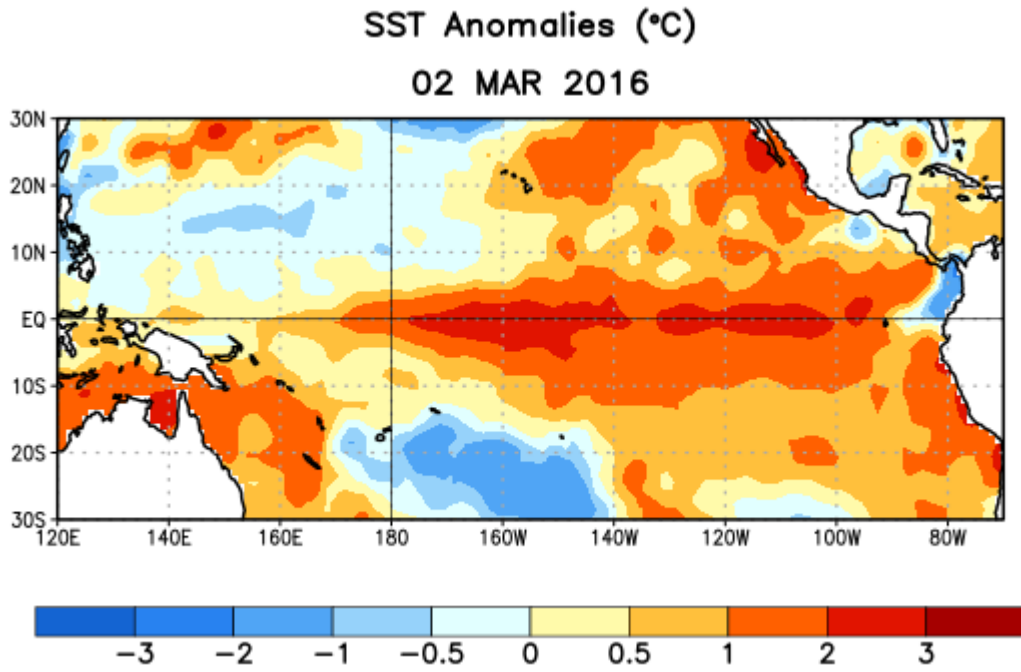 SST Anomalies (°C)
02 MAR 2016
30N
20N
10N
EQ
10S
20S
30S
120E 140E 160E 180 160W 140W 120W 100W 80W
-3 -2 -1 -0.5 0 0.5 1 2 3